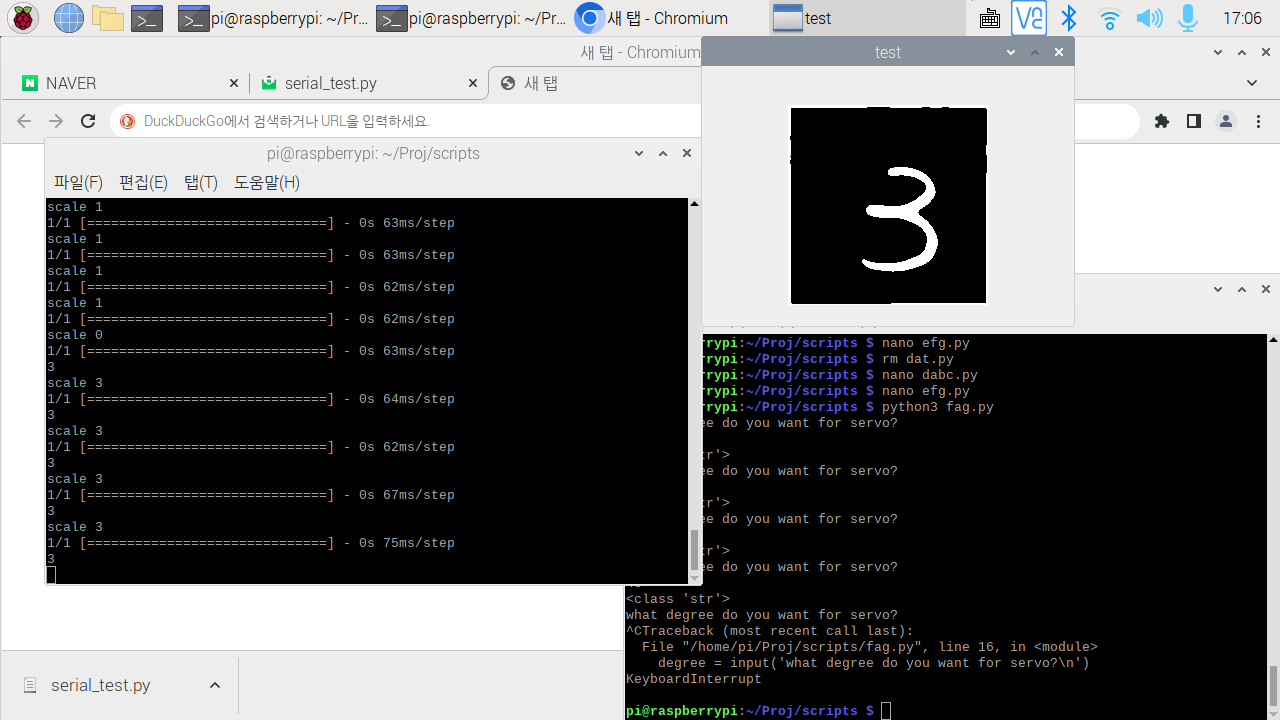 pi@raspberrypi: ~/Pr...
pi@raspberrypi: ~/Pr...
새 탭 - Chromium
test
17:06
새 탭 - Chromium
NAVER
serial_test.py
새 탭
DuckDuckGo에서 검색하거나 URL을 입력하세요.
test
3
pi@raspberrypi: ~/Proj/scripts
파일(F) 편집(E) 탭(T) 도움말(H)
scale 1
1/1 [==============================] - 0s 63ms/step
scale 1
1/1 [==============================] - 0s 63ms/step
scale 1
1/1 [==============================] - 0s 62ms/step
scale 1
1/1 [==============================] - 0s 62ms/step
scale 0
1/1 [==============================] - 0s 63ms/step
3
scale 3
1/1 [==============================] - 0s 64ms/step
3
scale 3
1/1 [==============================] - 0s 62ms/step
3
scale 3
1/1 [==============================] - 0s 67ms/step
3
scale 3
1/1 [==============================] - 0s 75ms/step
3
rrypi:~/Proj/scripts $ nano efg.py
rrypi:~/Proj/scripts $ rm dat.py
rrypi:~/Proj/scripts $ nano dabc.py
rrypi:~/Proj/scripts $ nano efg.py
rrypi:~/Proj/scripts $ python3 fag.py
ee do you want for servo?
tr'>
ee do you want for servo?
tr'>
ee do you want for servo?
tr'>
ee do you want for servo?
<class 'str'>
what degree do you want for servo?
^CTraceback (most recent call last):
File "/home/pi/Proj/scripts/fag.py", line 16, in <module>
degree = input('what degree do you want for servo?\n')
KeyboardInterrupt
pi@raspberrypi:~/Proj/scripts $
serial_test.py